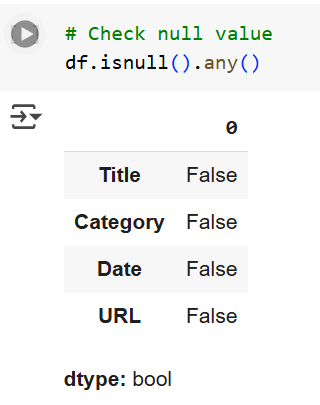 # Check null value
df.isnull().any()
0
Title False
Category False
Date False
URL False
dtype: bool